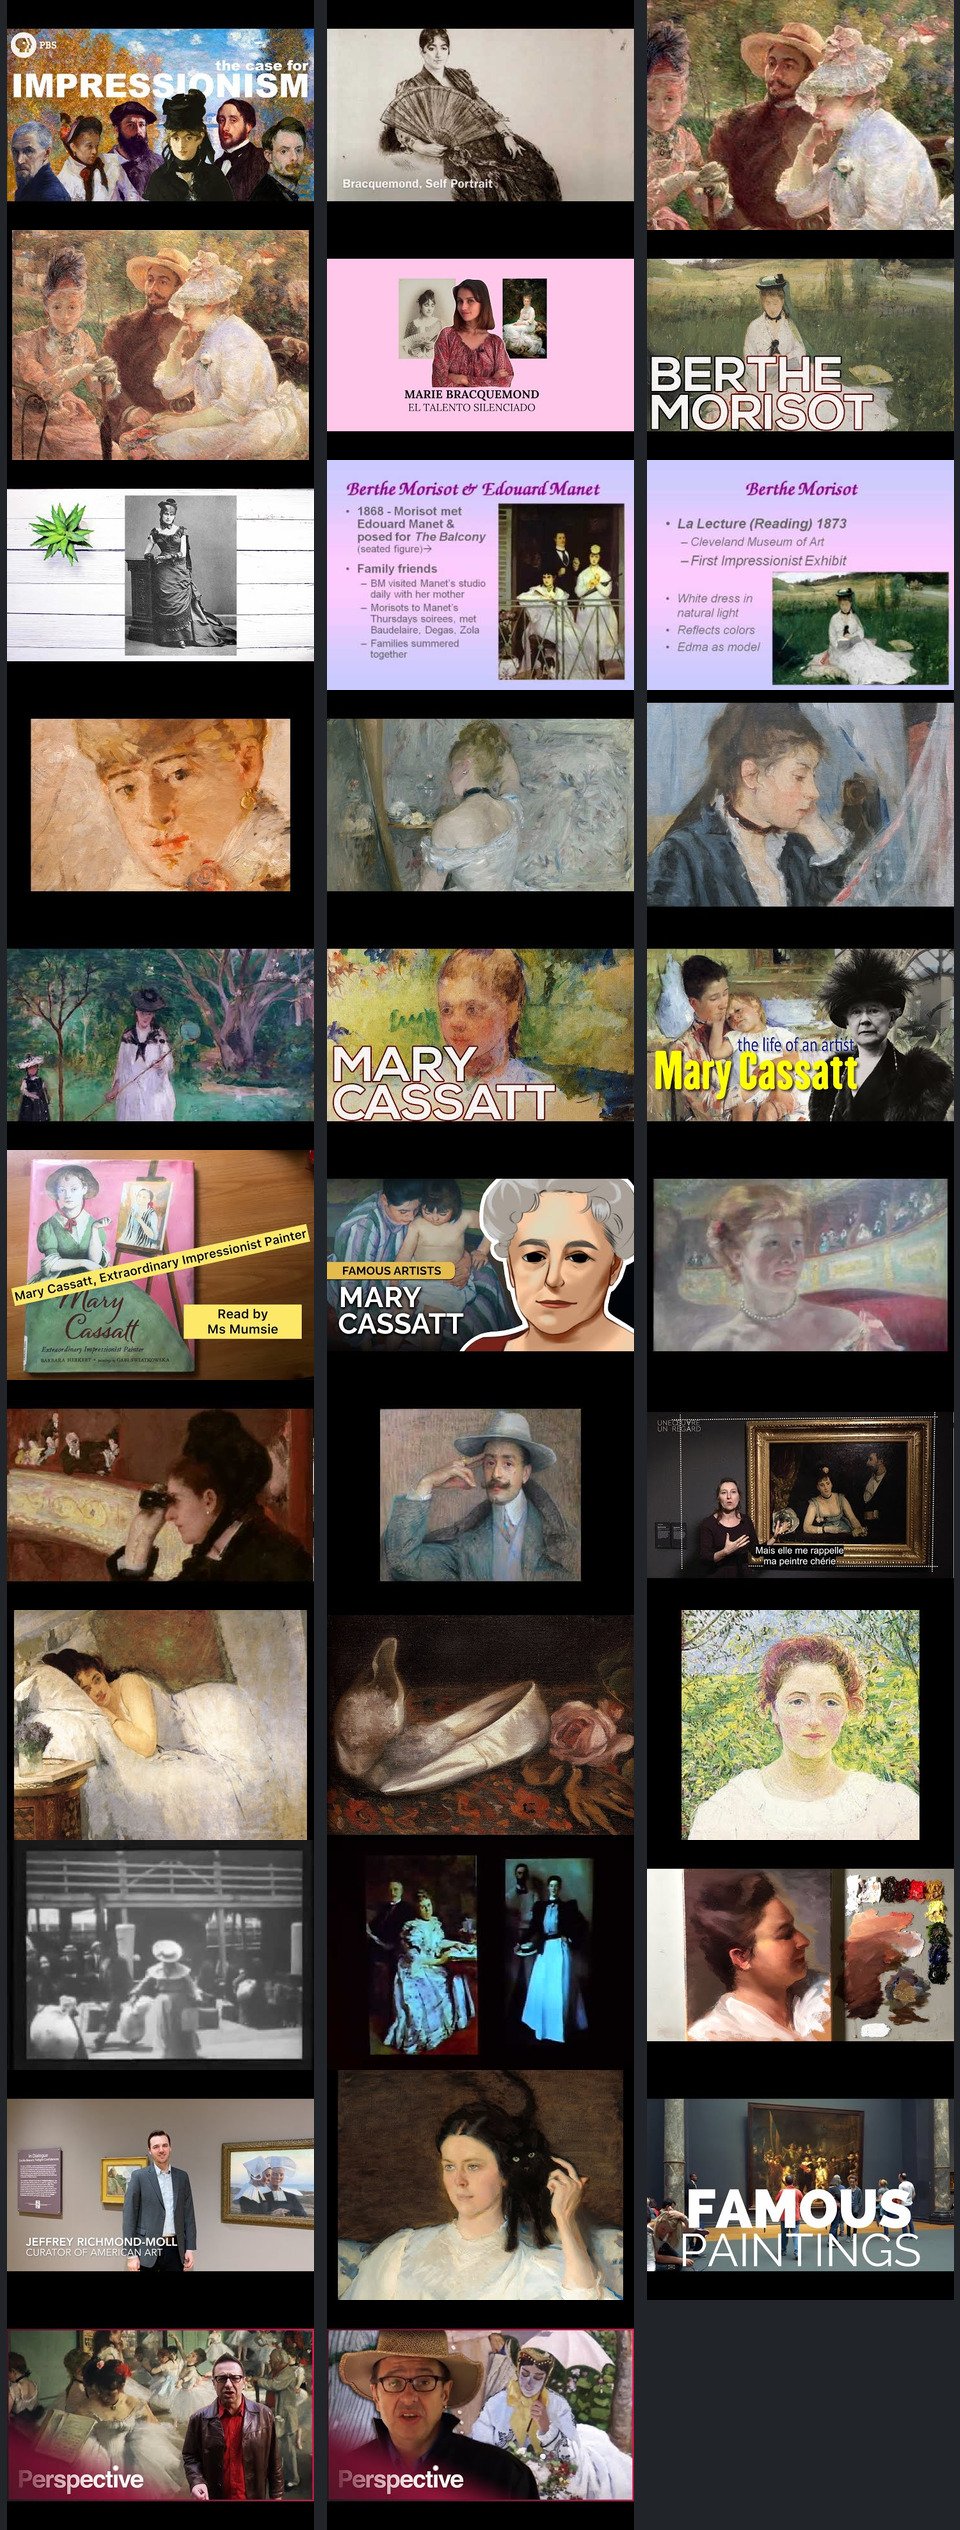 PBS
the case for
IMPRESSIONISM
Bracquemond, Self Portrait
MARIE BRACQUEMOND
EL TALENTO SILENCIADO
BERTHE
MORISOT
Berthe Morisot & Edouard Manet
• 1868 - Morisot met
Edouard Manet &
posed for The Balcony
(seated figure)→
• Family friends
– BM visited Manet's studio
daily with her mother
– Morisots to Manet's
Thursdays soirees, met
Baudelaire, Degas, Zola
– Families summered
together
Berthe Morisot
• La Lecture (Reading) 1873
– Cleveland Museum of Art
– First Impressionist Exhibit
• White dress in
natural light
• Reflects colors
• Edma as model
MARY
CASSATT
the life of an artist
Mary Cassatt
Mary Cassatt, Extraordinary Impressionist Painter
Mary
Cassatt
Extraordinary Impressionist Painter
BARBARA HERKERT
Read by
Ms Mumsie
FAMOUS ARTISTS
MARY
CASSATT
UNE ŒUVRE
UN REGARD
Mais elle me rappelle
ma peintre chérie
In Dialogue
JEFFREY RICHMOND-MOLL
CURATOR OF AMERICAN ART
FAMOUS
PAINTINGS
Perspective
Perspective